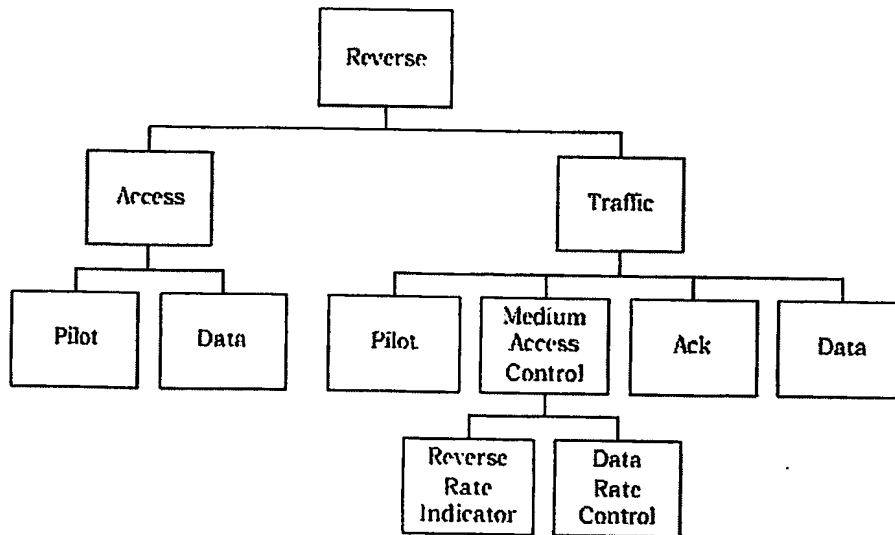 Reverse
Access
Traffic
Pilot
Data
Pilot
Medium
Access
Control
Ack
Data
Reverse
Rate
Indicator
Data
Rate
Control